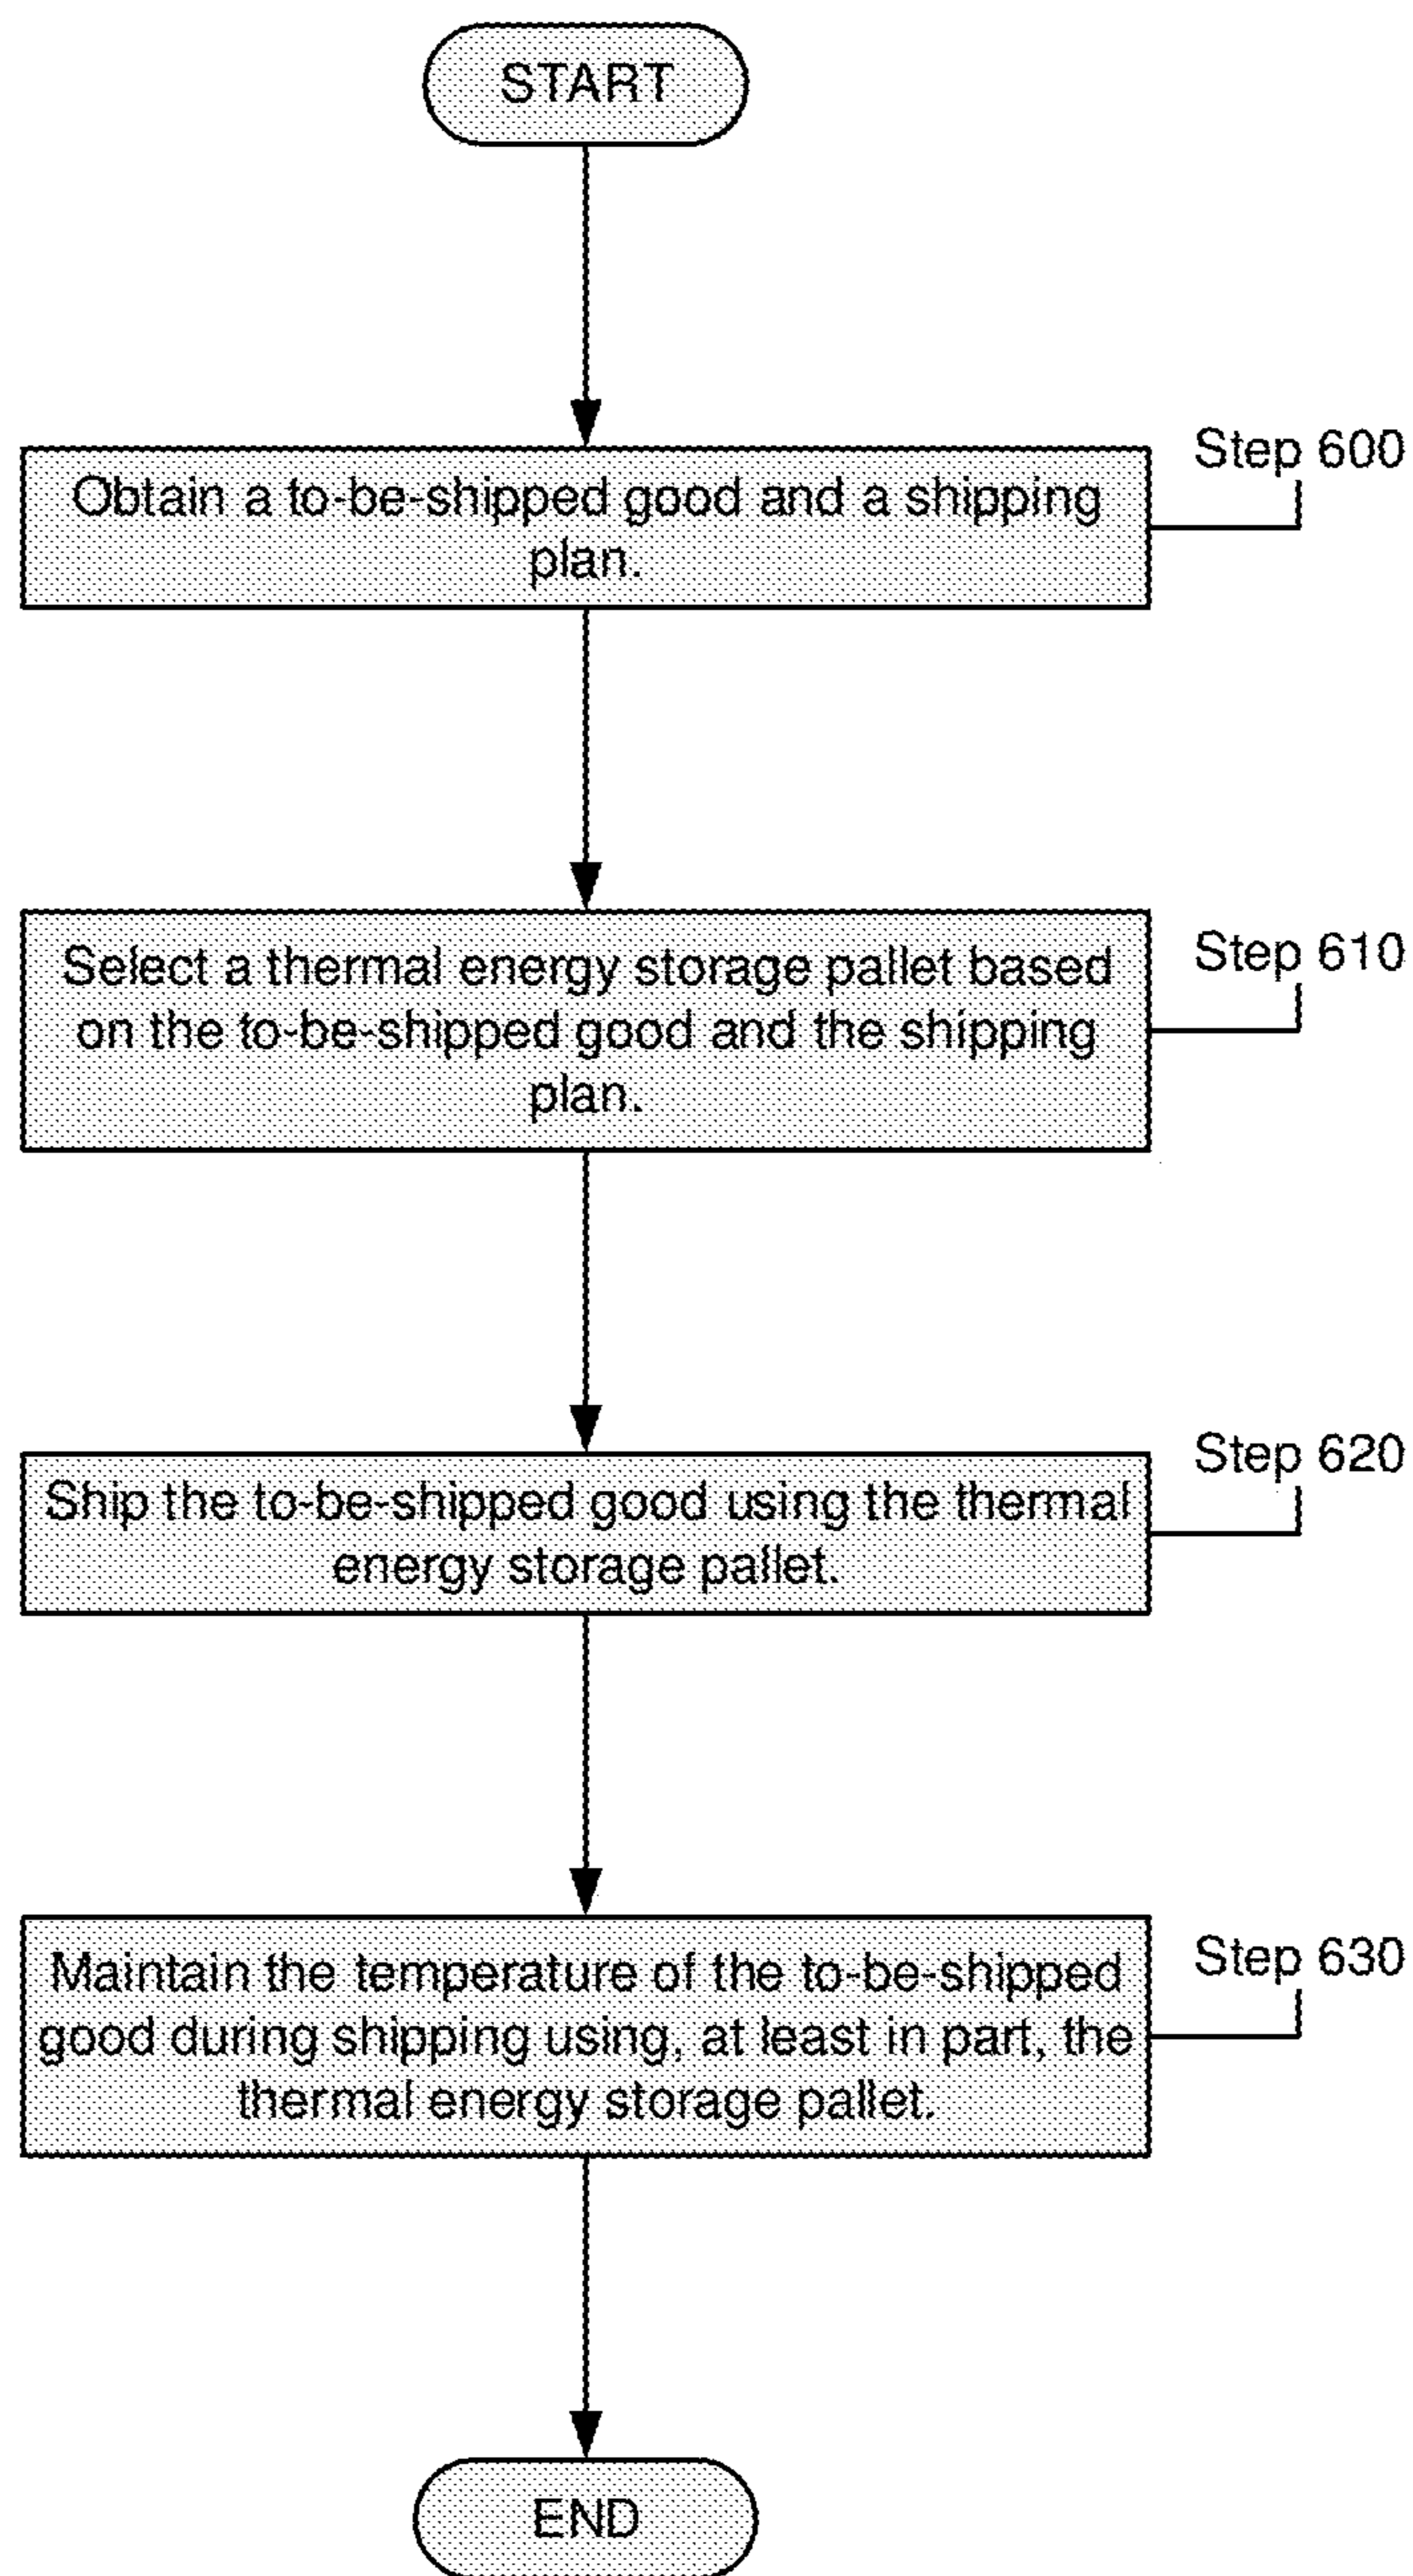 START
Step 600
Obtain a to-be-shipped good and a shipping
plan.
Step 610
Select a thermal energy storage pallet based
on the to-be-shipped good and the shipping
plan.
Step 620
Ship the to-be-shipped good using the thermal
energy storage pallet.
Step 630
Maintain the temperature of the to-be-shipped
good during shipping using, at least in part, the
thermal energy storage pallet.
END